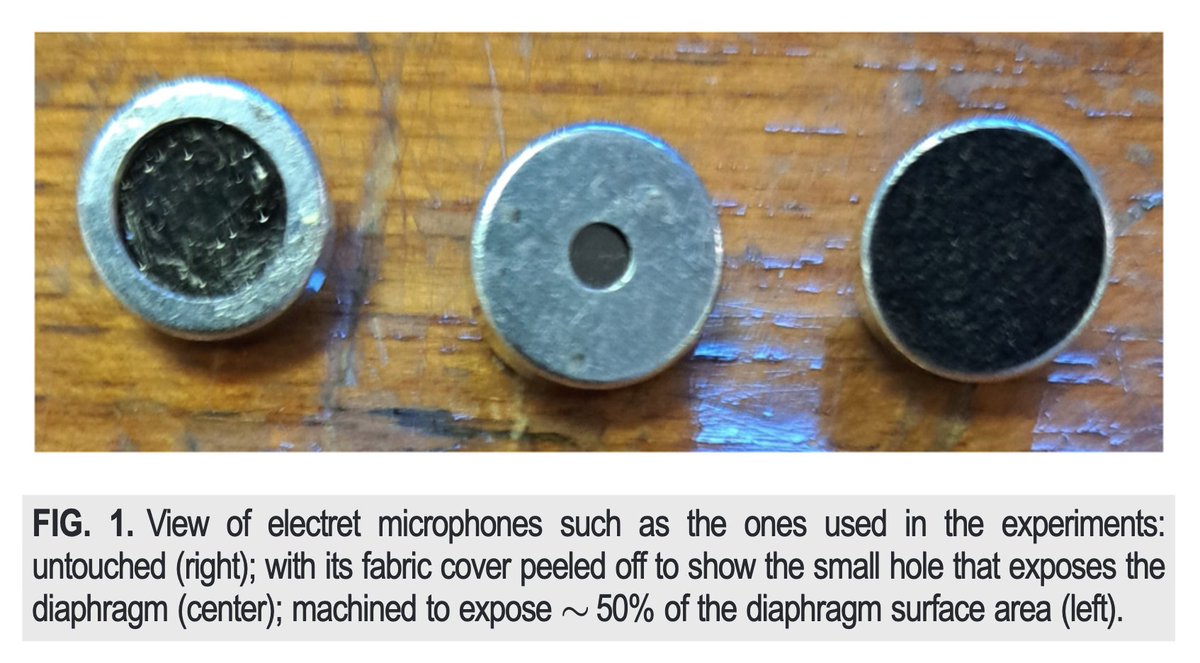 FIG. 1. View of electret microphones such as the ones used in the experiments:
untouched (right); with its fabric cover peeled off to show the small hole that exposes the
diaphragm (center); machined to expose ∼ 50% of the diaphragm surface area (left).